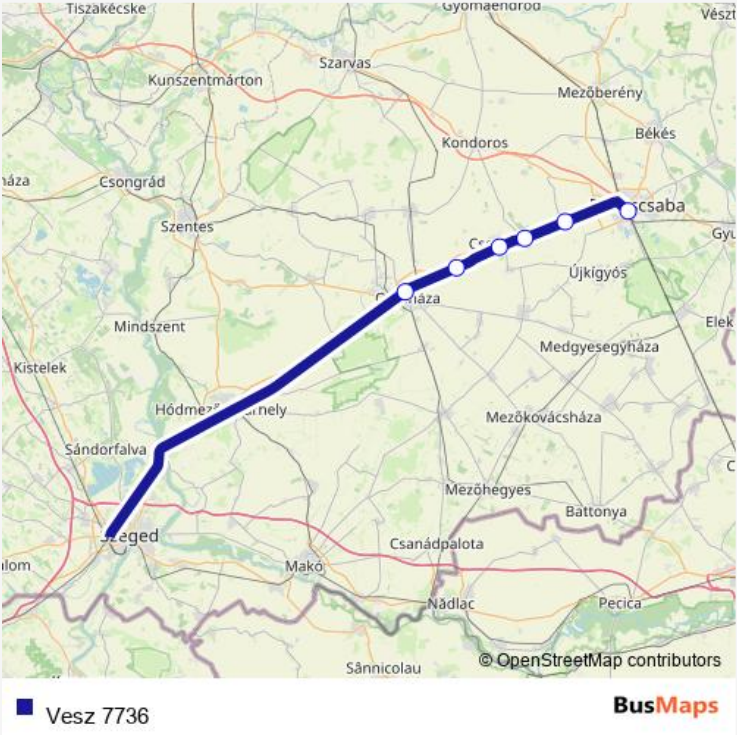 Tiszakécske
Gyomaendrőd
Vészt
Szarvas
Kunszentmárton
Mezőberény
Kondoros
Békés
háza
Csongrád
scsaba
Szentes
Gyu
Újkígyós
háza
Mindszent
Elek
Kistelek
Medgyesegyháza
Hódmező
rhely
Mezőkovácsháza
Sándorfalva
Mezőhegyes
Battonya
Szeged
Csanádpalota
lom
Makó
Nădlac
Pecica
Sânnicolau
© OpenStreetMap contributors
Vesz 7736
BusMaps